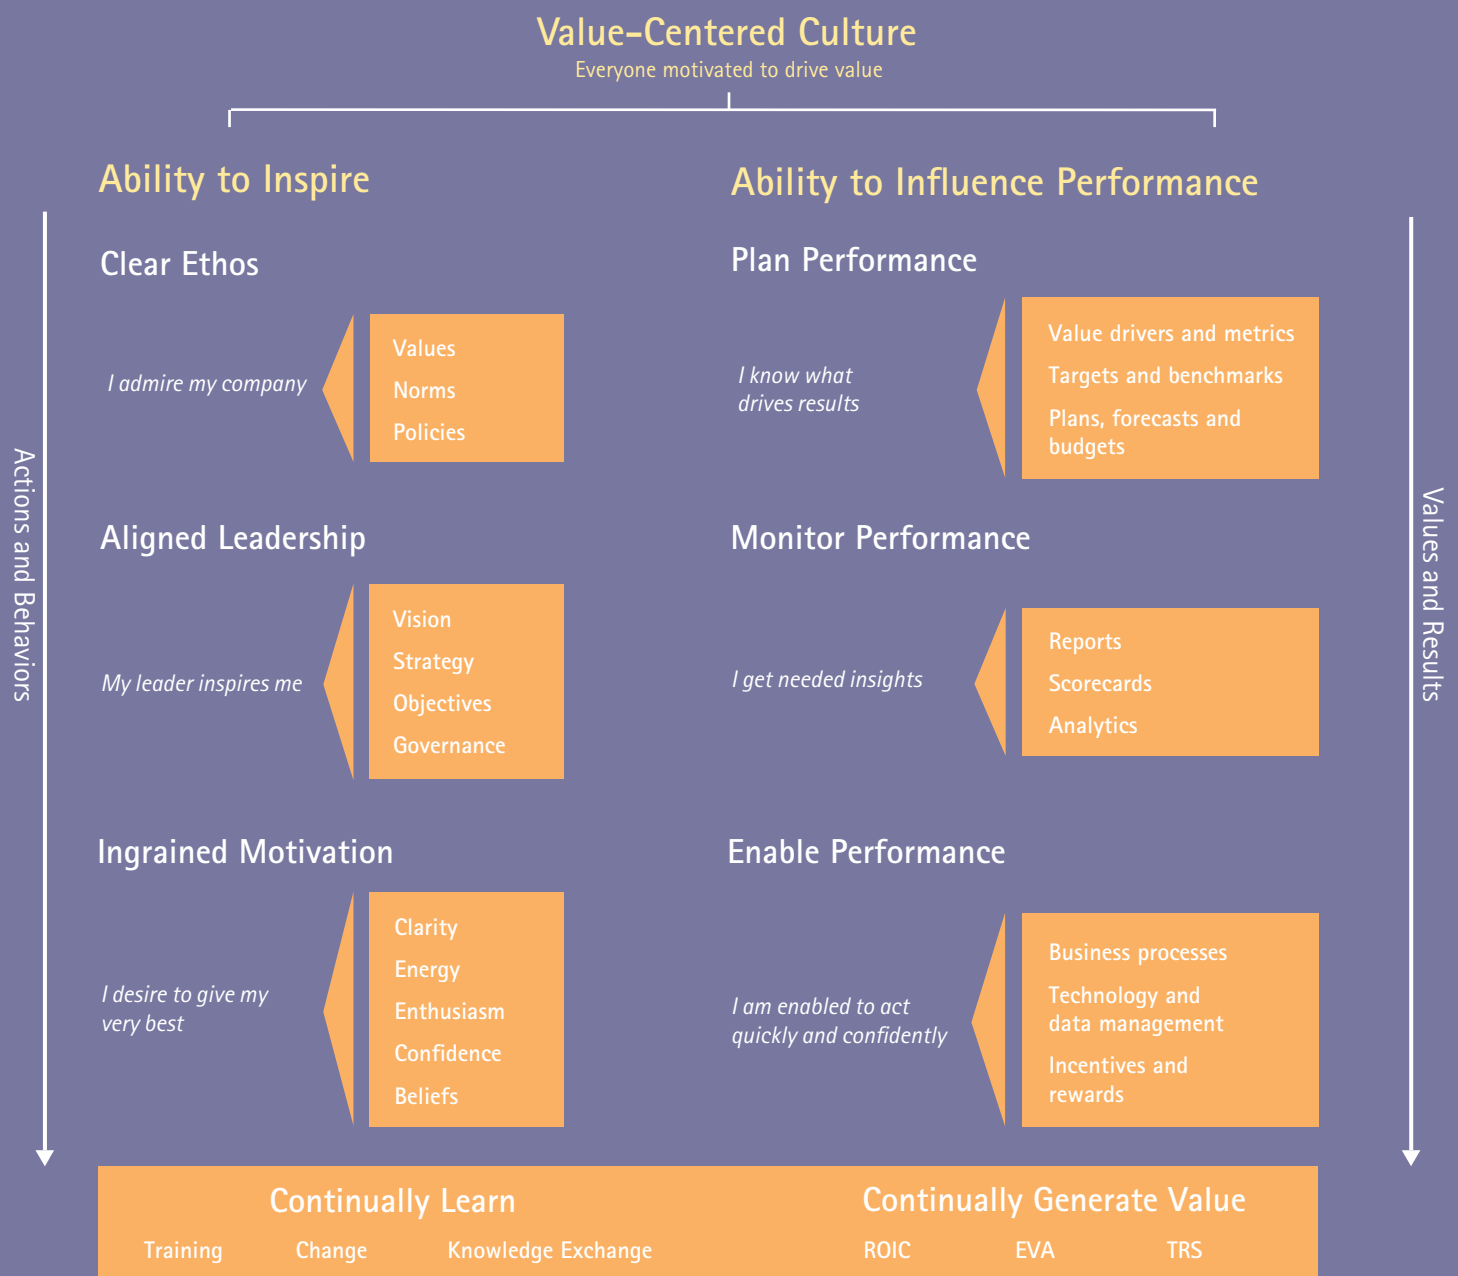 Value-Centered Culture
Everyone motivated to drive value
Ability to Inspire
Clear Ethos
I admire my company
Values
Norms
Policies
Aligned Leadership
My leader inspires me
Vision
Strategy
Objectives
Governance
Ingrained Motivation
I desire to give my
very best
Clarity
Energy
Enthusiasm
Confidence
Beliefs
Actions and Behaviors
Ability to Influence Performance
Plan Performance
I know what
drives results
Value drivers and metrics
Targets and benchmarks
Plans, forecasts and
budgets
Monitor Performance
I get needed insights
Reports
Scorecards
Analytics
Enable Performance
I am enabled to act
quickly and confidently
Business processes
Technology and
data management
Incentives and
rewards
Values and Results
Continually Learn
Training Change Knowledge Exchange
Continually Generate Value
ROIC EVA TRS